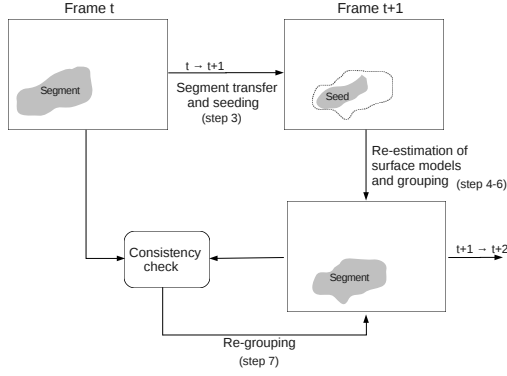 Frame t
Frame t+1
t → t+1
Segment transfer
and seeding
(step 3)
Segment
Seed
Re-estimation of
surface models
and grouping (step 4-6)
Consistency
check
Segment
t+1 → t+2
Re-grouping
(step 7)